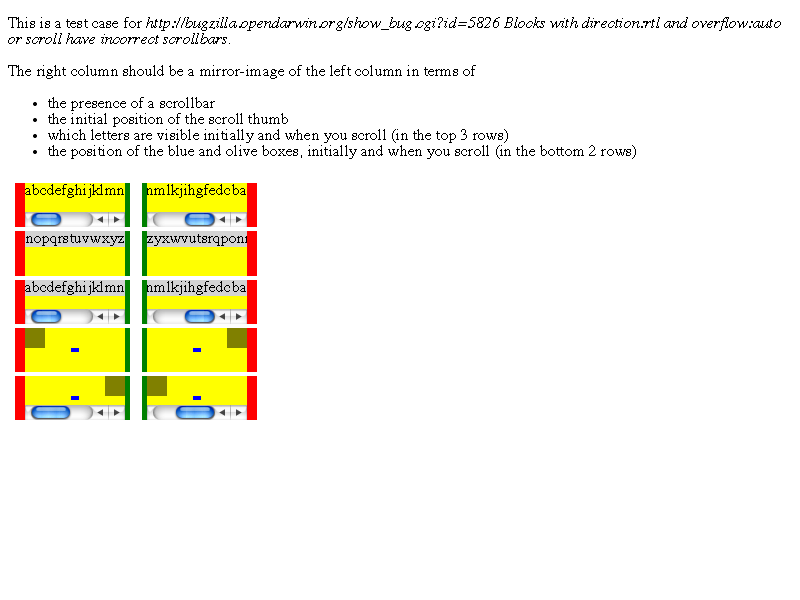 This is a test case for http://bugzilla.opendarwin.org/show_bug.cgi?id=5826 Blocks with direction:rtl and overflow:auto
or scroll have incorrect scrollbars.
The right column should be a mirror-image of the left column in terms of
• the presence of a scrollbar
• the initial position of the scroll thumb
• which letters are visible initially and when you scroll (in the top 3 rows)
• the position of the blue and olive boxes, initially and when you scroll (in the bottom 2 rows)
abcdefghijklmn nmlkjihgfedcba
nopqrstuvwxyz zyxwvutsrqpon
abcdefghijklmn nmlkjihgfedcba